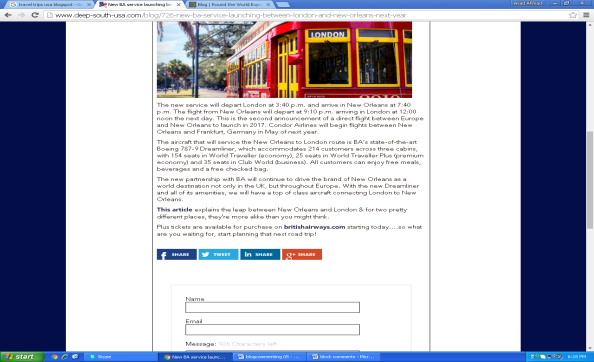 travel trips usa blogspot - G
New BA service launching b
Blog | Round the World Exp
www.deep-south-usa.com/blog/726-new-ba-service-launching-between-london-and-new-orleans-next-year
LONDON
The new service will depart London at 3:40 p.m. and arrive in New Orleans at 7:40
p.m. The flight from New Orleans will depart at 9:10 p.m. arriving in London at 12
noon the next day. This is the second announcement of a direct flight between Europe
and New Orleans to launch in 2017. Condor Airlines will begin flights between New
Orleans and Frankfurt, Germany in May of next year.
The aircraft that will service the New Orleans to London route is BA's state-of-the-art
Boeing 787-9 Dreamliner, which accommodates 214 customers across three cabins,
with 154 seats in World Traveller (economy), 25 seats in World Traveller Plus (premium
economy) and 35 seats in Club World (business). All customers can enjoy free meals,
beverages and a free checked bag.
The new partnership with BA will continue to drive the brand of New Orleans as a
world destination not only in the UK, but throughout Europe. With the new Dreamliner
and all of its amenities, we will have a top of class aircraft connecting London to New
Orleans.
This article explains the leap between New Orleans and London & for two pretty
different places, they're more alike than you might think.
Plus tickets are available for purchase on britishairways.com starting today.....so what
are you waiting for, start planning that next road trip!
f SHARE
TWEET
in SHARE
g+ SHARE
Name
Email
Message: Characters left
start
Skype
New BA service launc...
blogcommenting 05 - ...
block comments - Mic...